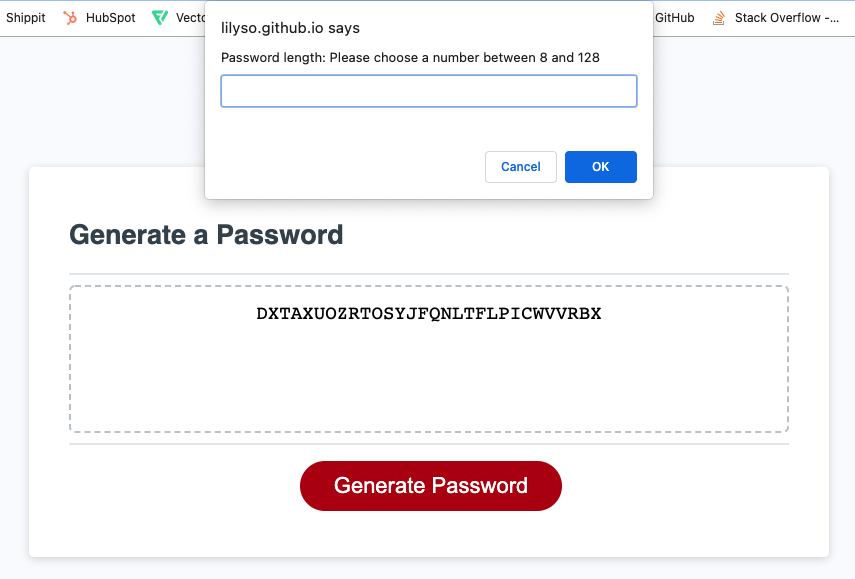 Shippit HubSpot Vecto GitHub Stack Overflow -...
lilyso.github.io says
Password length: Please choose a number between 8 and 128
Cancel OK
Generate a Password
DXTAXUOZRTOSYJFQNLTFLPICWVVRBX
Generate Password